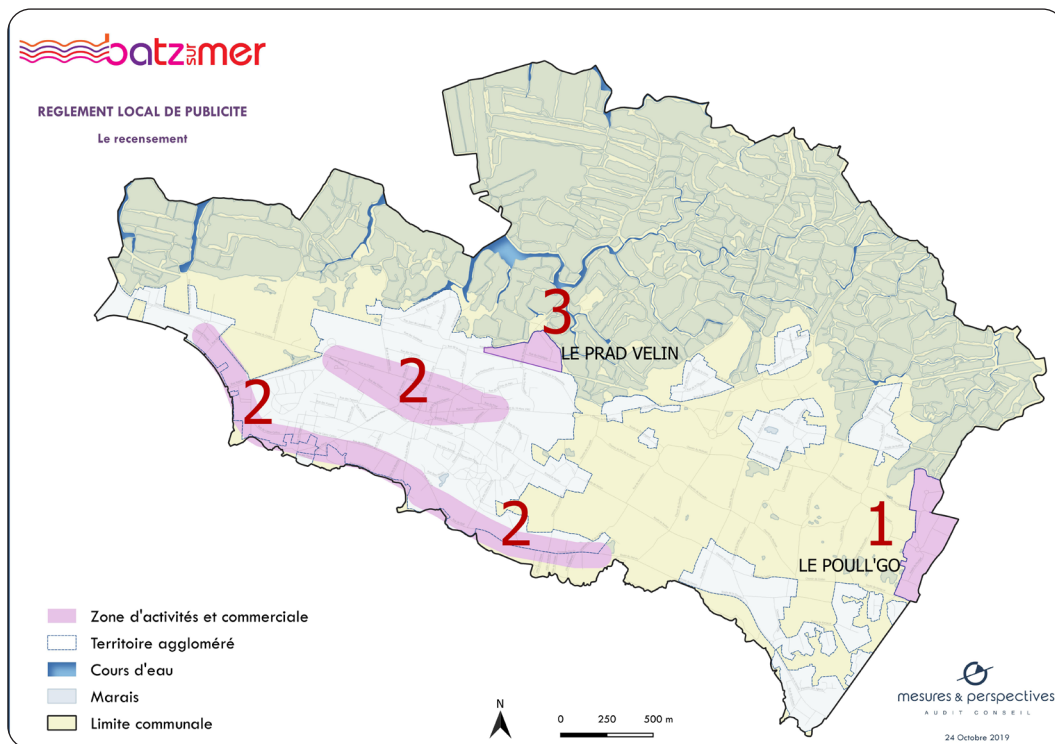 batz sur mer
REGLEMENT LOCAL DE PUBLICITE
Le recensement
3
LE PRAD VELIN
2
2
2
1
LE POULL'GO
Zone d'activités et commerciale
Territoire aggloméré
Cours d'eau
Marais
Limite communale
N
0 250 500 m
mesures & perspectives
AUDIT CONSEIL
24 Octobre 2019